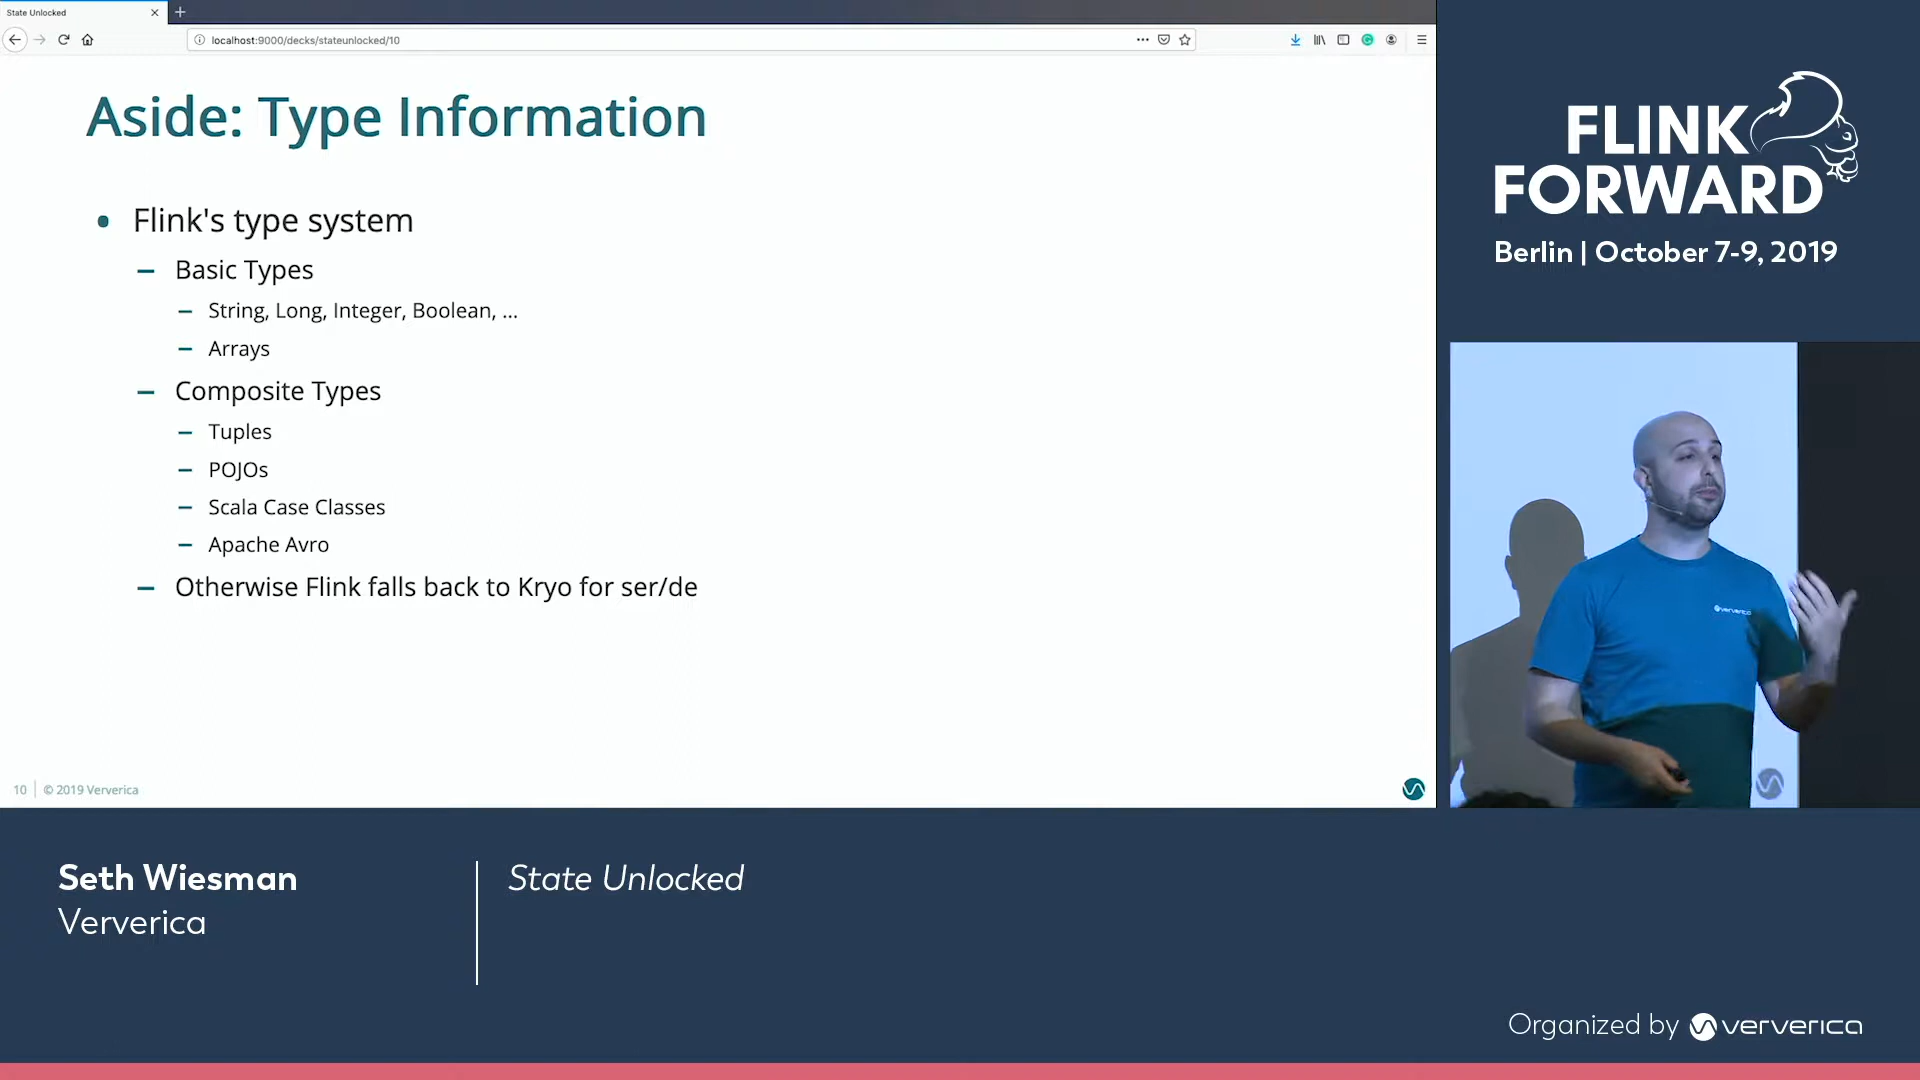 State Unlocked
localhost:9000/decks/stateunlocked/10
Aside: Type Information
• Flink's type system
– Basic Types
– String, Long, Integer, Boolean, ...
– Arrays
– Composite Types
– Tuples
– POJOs
– Scala Case Classes
– Apache Avro
– Otherwise Flink falls back to Kryo for ser/de
10 | © 2019 Ververica
FLINK
FORWARD
Berlin | October 7-9, 2019
ververica
Seth Wiesman
Ververica
State Unlocked
Organized by ververica